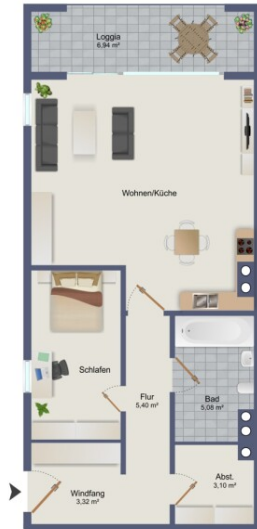 Loggia
6,94 m²
Wohnen/Küche
Schlafen
Flur
5,40 m²
Bad
5,08 m²
Windfang
3,32 m²
Abst.
3,10 m²